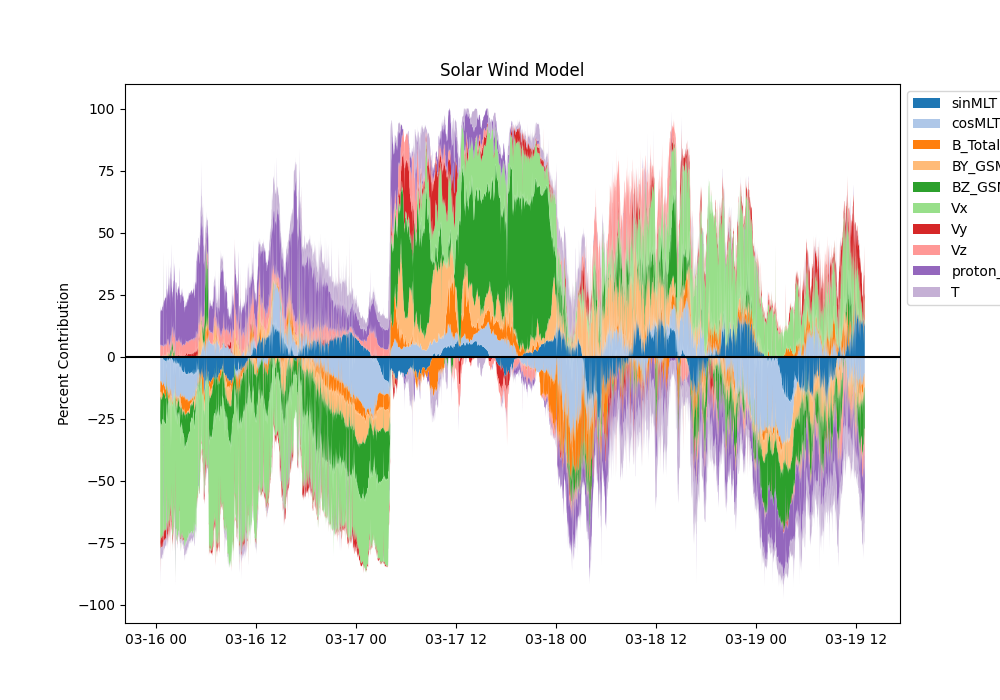 Solar Wind Model
Percent Contribution
100
75
50
25
0
−25
−50
−75
−100
03-16 00
03-16 12
03-17 00
03-17 12
03-18 00
03-18 12
03-19 00
03-19 12
sinMLT
cosMLT
B_Total
BY_GSM
BZ_GSM
Vx
Vy
Vz
proton_
T